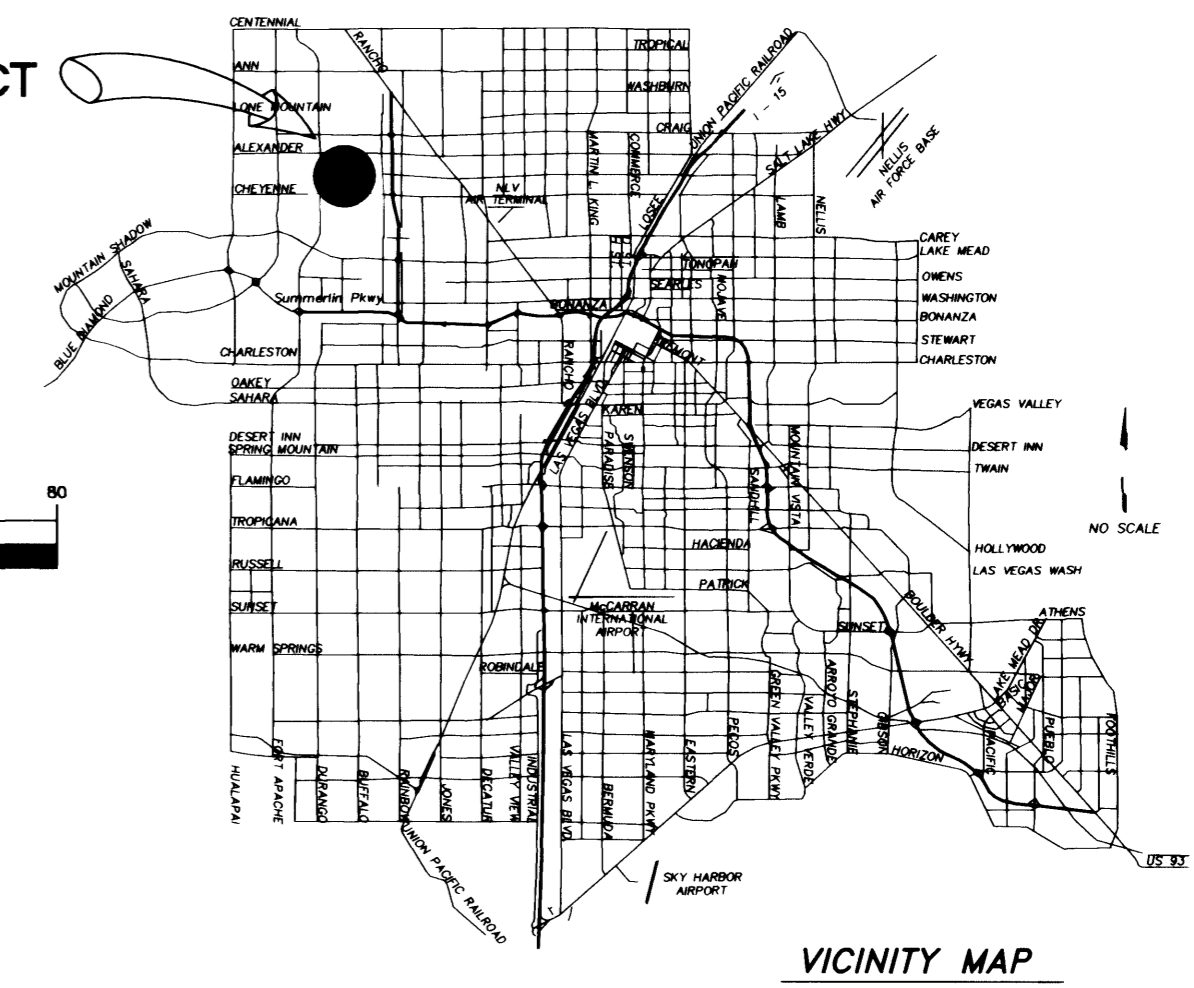 CENTENNIAL
RANCHO
TROPICAL
UNION PACIFIC RAILROAD
CT
ANN
WASHBURN
I - 15
LONE MOUNTAIN
CRAIG
SALT LAKE HWY
ALEXANDER
MARTIN L. KING
COMMERCE
NELLIS
AIR FORCE BASE
CHEYENNE
NLV
AIR TERMINAL
LOSEE
LAMB
NELLIS
MOUNTAIN SHADOW
SAHARA
BLUE DIAMOND
CAREY
LAKE MEAD
TONOPAH
OWENS
SEARLES
MOJAVE
Summerlin Pkwy
BONANZA
WASHINGTON
BONANZA
STEWART
FREMONT
CHARLESTON
CHARLESTON
RANCHO
OAKEY
SAHARA
LAS VEGAS BLVD
KAREN
VEGAS VALLEY
DESERT INN
SPRING MOUNTAIN
PARADISE
SWENSON
MOUNTAIN VISTA
DESERT INN
TWAIN
SANDHILL
FLAMINGO
80
NO SCALE
TROPICANA
HACIENDA
HOLLYWOOD
RUSSELL
LAS VEGAS WASH
PATRICK
BOULDER HYWY
SUNSET
McCARRAN
INTERNATIONAL
AIRPORT
SUNSET
ATHENS
WARM SPRINGS
ROBINDALE
LAKE MEAD DR
BASIC
MAJOR
GREEN VALLEY PKWY
VALLEY VERDE
ARROYO GRANDE
STEPHANIE
GIBSON
HORIZON
PACIFIC
PUEBLO
FOOTHILLS
HUALAPAI
FORT APACHE
DURANGO
BUFFALO
RAINBOW
JONES
DECATUR
VALLEY VIEW
INDUSTRIAL
LAS VEGAS BLVD.
BERMUDA
MARYLAND PKWY
EASTERN
PECOS
UNION PACIFIC RAILROAD
SKY HARBOR
AIRPORT
US 93
VICINITY MAP